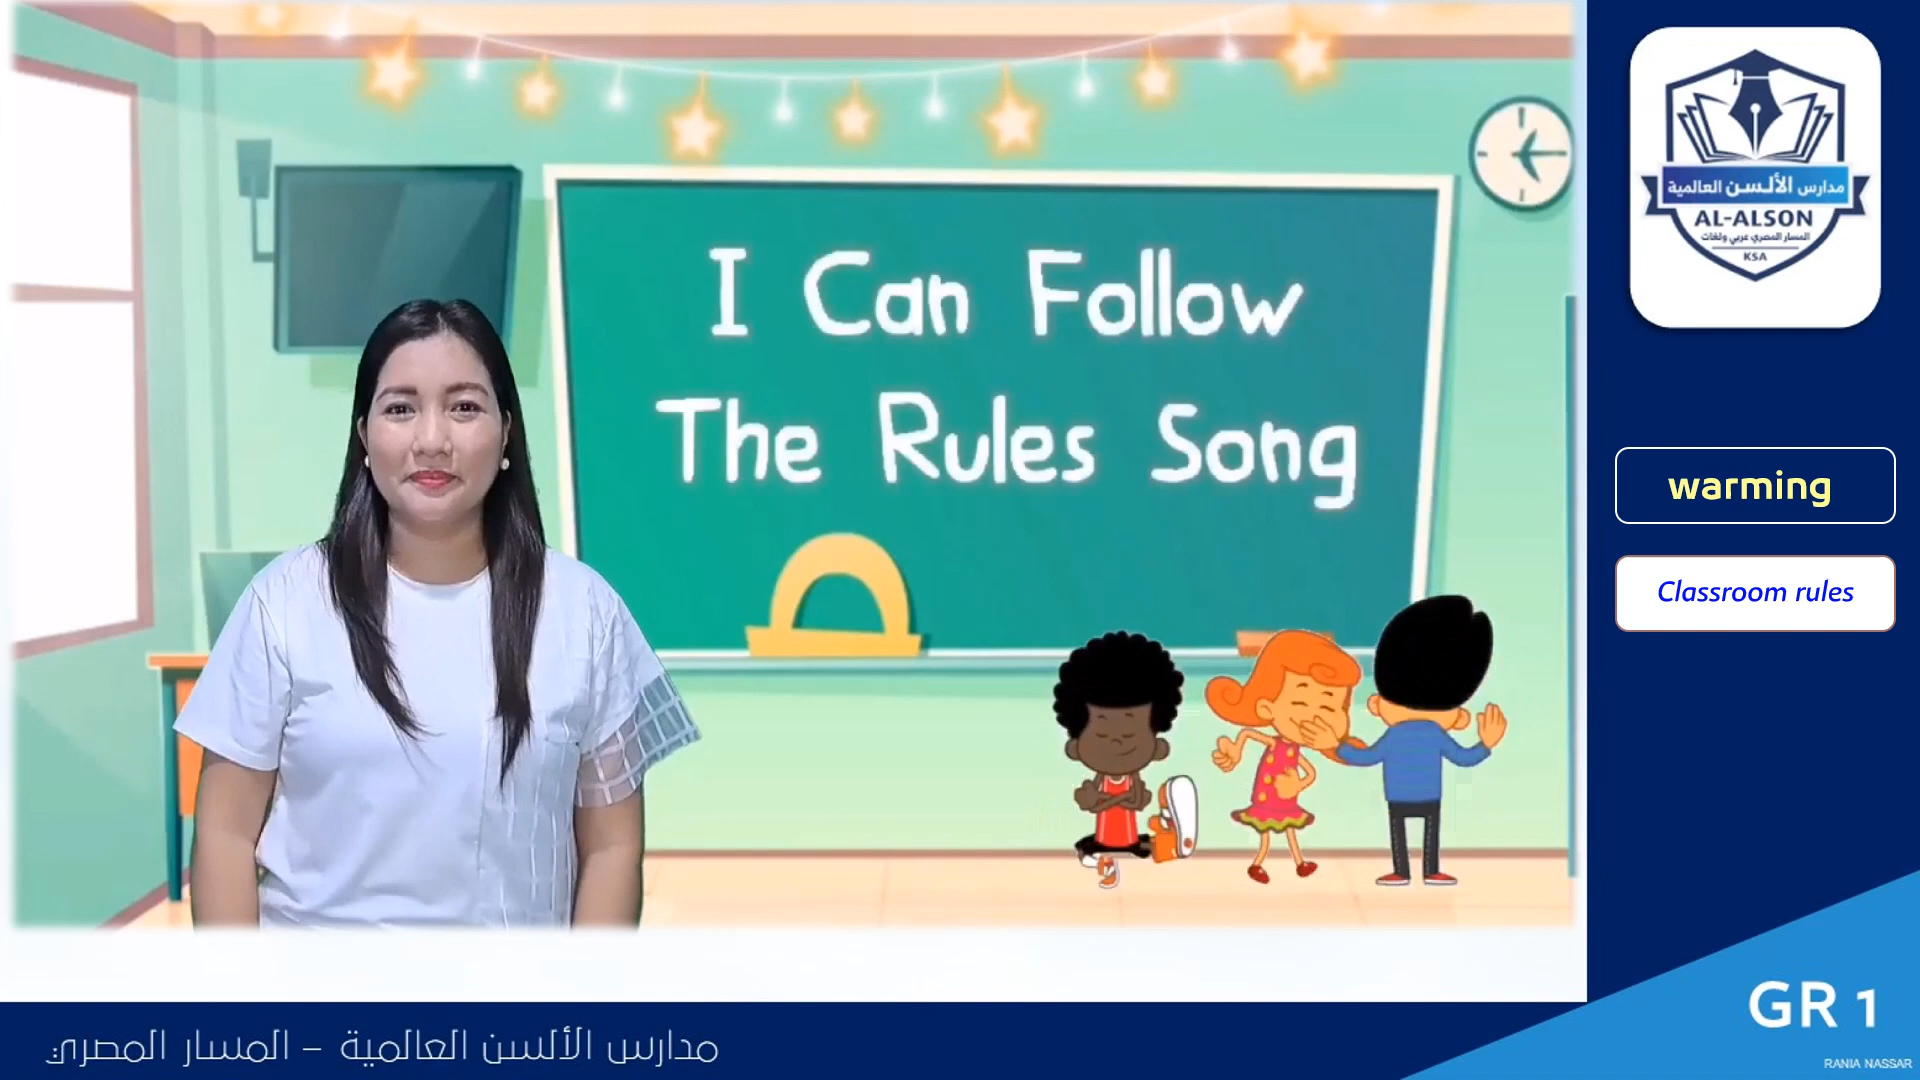 I Can Follow
The Rules Song
مدارس الألسن العالمية
AL-ALSON
المسار المصري عربي ولغات
KSA
warming
Classroom rules
GR 1
RANIA NASSAR
مدارس الألسن العالمية – المسار المصري